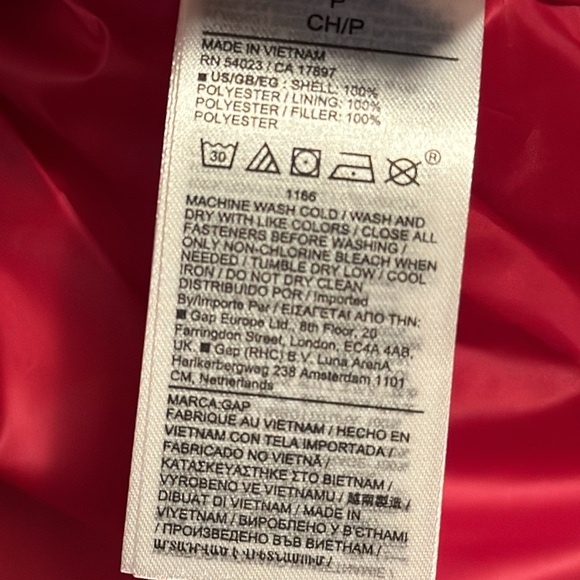 P
CH/P
MADE IN VIETNAM
RN 54023 / CA 17897
■ US/GB/EG : SHELL: 100%
POLYESTER / LINING: 100%
POLYESTER / FILLER: 100%
POLYESTER
30
®
1166
MACHINE WASH COLD / WASH AND
DRY WITH LIKE COLORS / CLOSE ALL
FASTENERS BEFORE WASHING /
ONLY NON-CHLORINE BLEACH WHEN
NEEDED / TUMBLE DRY LOW / COOL
IRON / DO NOT DRY CLEAN
DISTRIBUIDO POR / Imported
By/Importe Par / ΕΙΣΑΓΕΤΑΙ ΑΠΟ ΤΗΝ:
■ Gap Europe Ltd., 8th Floor, 20
Farringdon Street, London, EC4A 4AB,
UK, ■ Gap (RHC) B.V. Luna ArenA
Herikerbergweg 238 Amsterdam 1101
CM, Netherlands
MARCA:GAP
FABRIQUE AU VIETNAM / HECHO EN
VIETNAM CON TELA IMPORTADA /
FABRICADO NO VIETNÃ /
ΚΑΤΑΣΚΕΥΑΣΤΗΚΕ ΣΤΟ ΒΙΕΤΝΑΜ /
VYROBENO VE VIETNAMU / 越南製造 /
DIBUAT DI VIETNAM / MADE IN
VIYETNAM / ВИРОБЛЕНО У В'ЄТНАМІ
/ ПРОИЗВЕДЕНО ВЪВ ВИЕТНАМ /
ԱՐՏԱԴՐՎԱԾ Է ՎԻԵՏՆԱՄՈՒՄ /